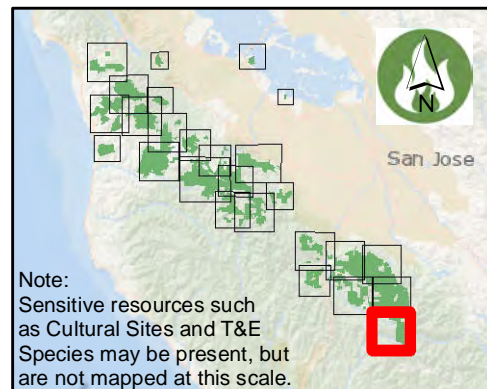 N
San Jose
Note:
Sensitive resources such
as Cultural Sites and T&E
Species may be present, but
are not mapped at this scale.